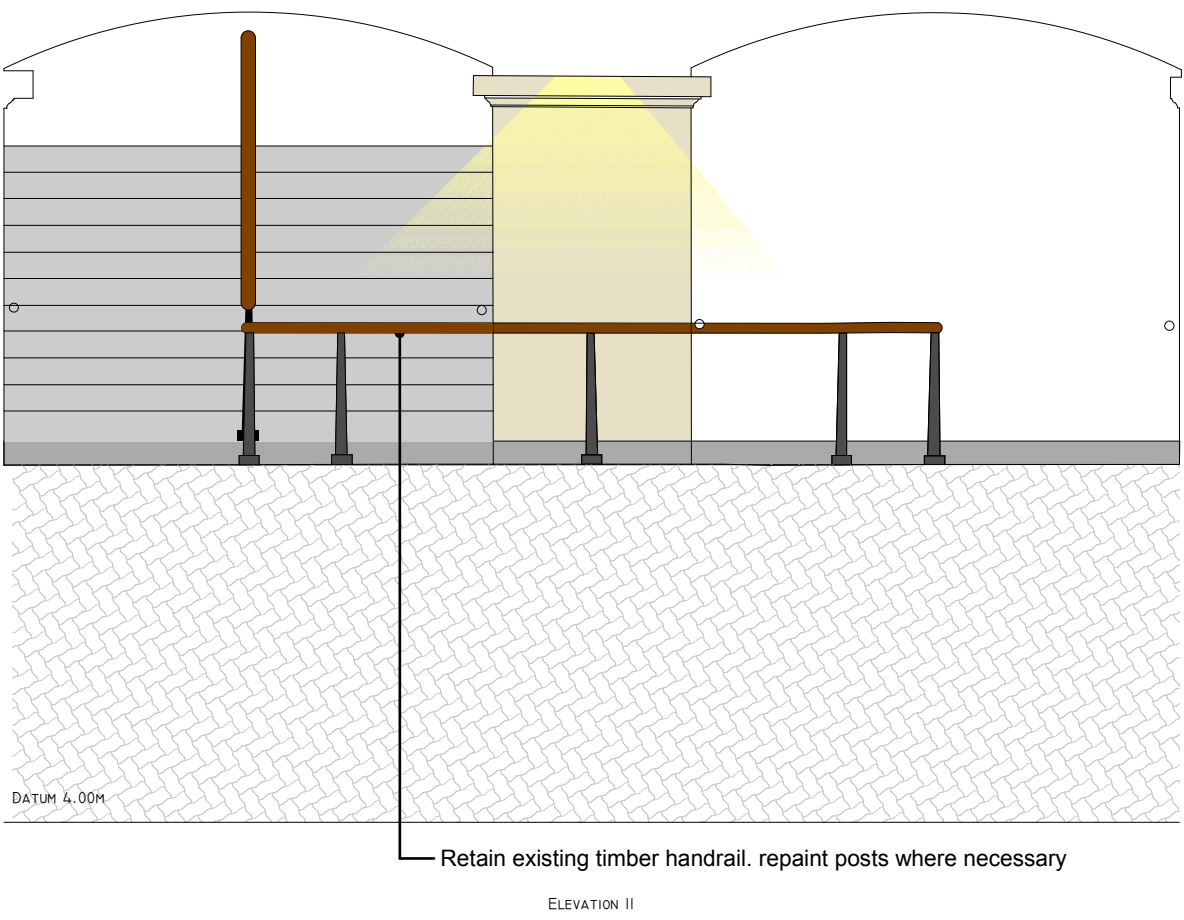 DATUM 4.00M
Retain existing timber handrail. repaint posts where necessary
ELEVATION 11